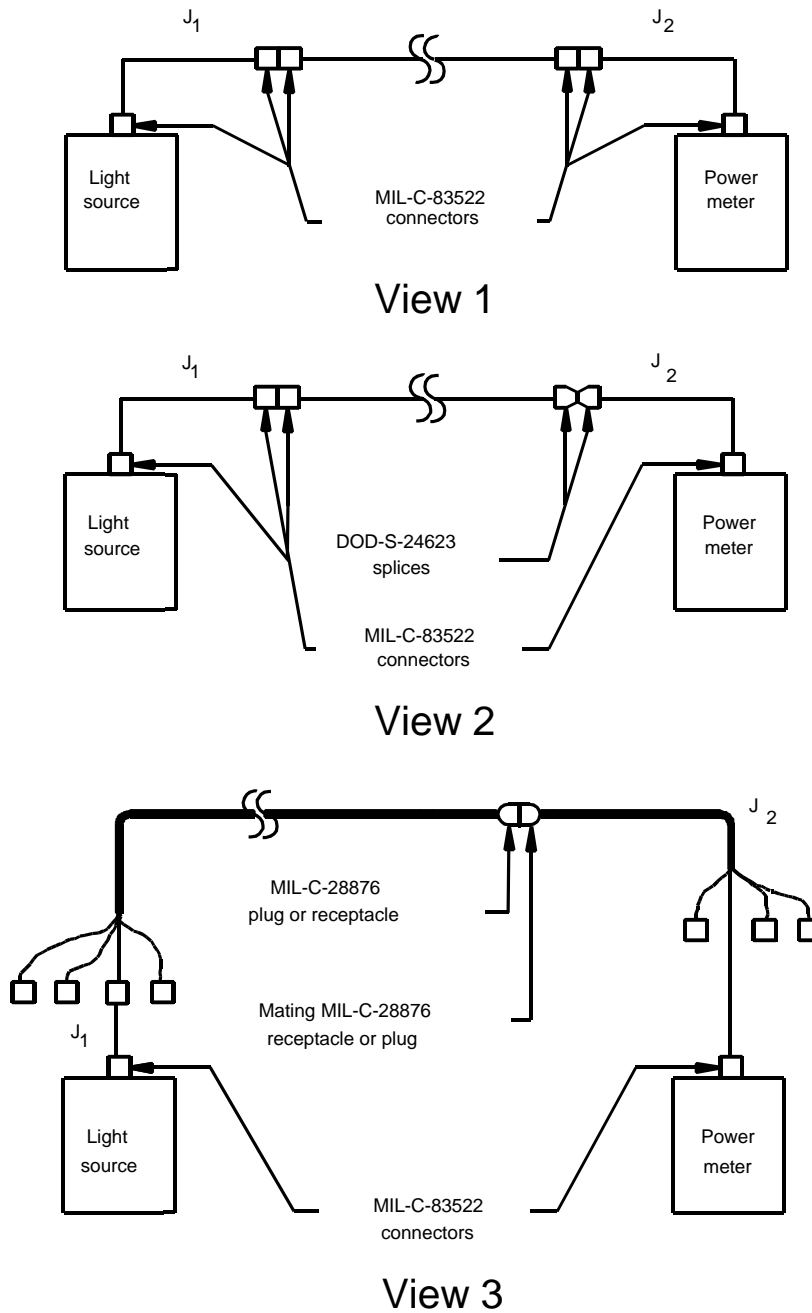 J1
J2
Light
source
MIL-C-83522
connectors
Power
meter
View 1
J1
J2
Light
source
DOD-S-24623
splices
Power
meter
MIL-C-83522
connectors
View 2
J2
MIL-C-28876
plug or receptacle
Mating MIL-C-28876
receptacle or plug
J1
Light
source
Power
meter
MIL-C-83522
connectors
View 3